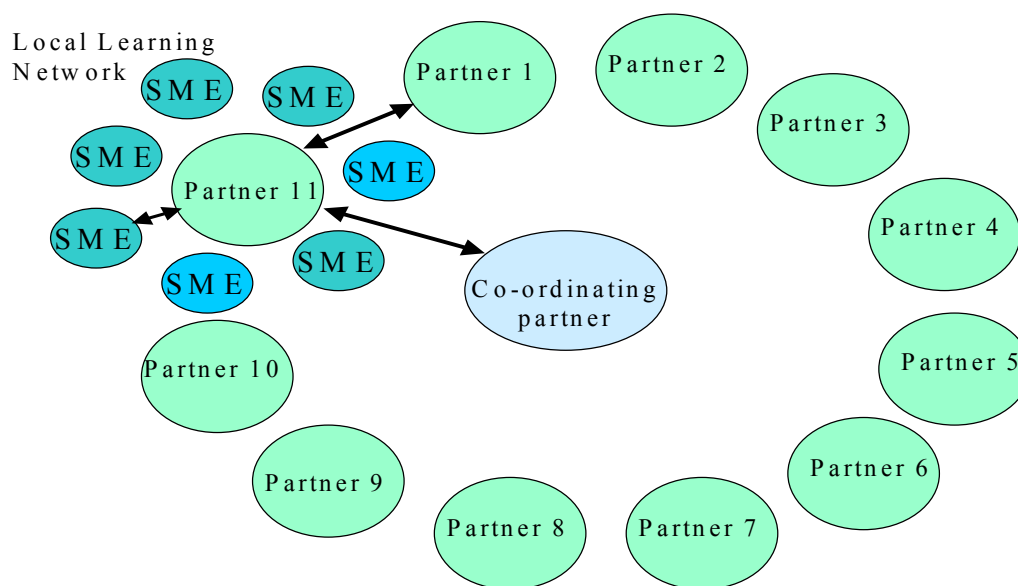 Local Learning
Network
SME
SME
Partner 1
Partner 2
Partner 3
SME
SME
Partner 11
Partner 4
SME
SME
SME
Co-ordinating
partner
Partner 10
Partner 5
Partner 9
Partner 6
Partner 8
Partner 7